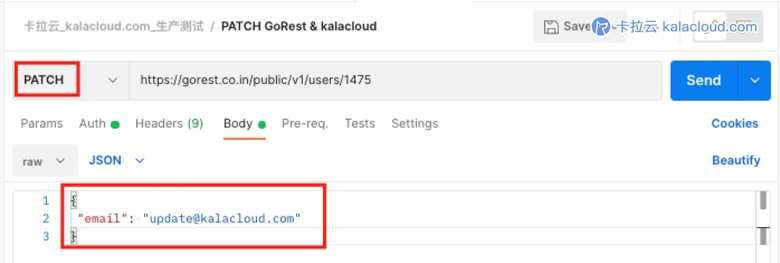 卡拉云_kalacloud.com_生产测试 / PATCH GoRest & kalacloud
Save
卡拉云 kalacloud.com
PATCH
https://gorest.co.in/public/v1/users/1475
Send
Params Auth Headers (9) Body Pre-req. Tests Settings Cookies
raw JSON Beautify
1 {
2 "email": "update@kalacloud.com"
3 }